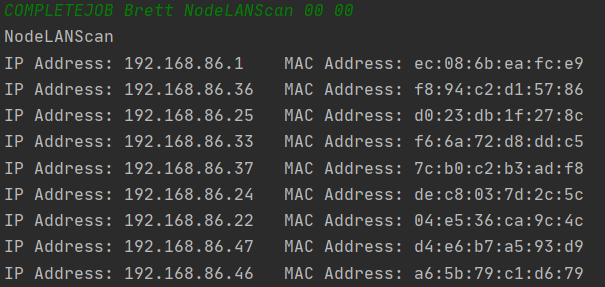 COMPLETEJOB Brett NodeLANScan 00 00
NodeLANScan
IP Address: 192.168.86.1    MAC Address: ec:08:6b:ea:fc:e9
IP Address: 192.168.86.36   MAC Address: f8:94:c2:d1:57:86
IP Address: 192.168.86.25   MAC Address: d0:23:db:1f:27:8c
IP Address: 192.168.86.33   MAC Address: f6:6a:72:d8:dd:c5
IP Address: 192.168.86.37   MAC Address: 7c:b0:c2:b3:ad:f8
IP Address: 192.168.86.24   MAC Address: de:c8:03:7d:2c:5c
IP Address: 192.168.86.22   MAC Address: 04:e5:36:ca:9c:4c
IP Address: 192.168.86.47   MAC Address: d4:e6:b7:a5:93:d9
IP Address: 192.168.86.46   MAC Address: a6:5b:79:c1:d6:79